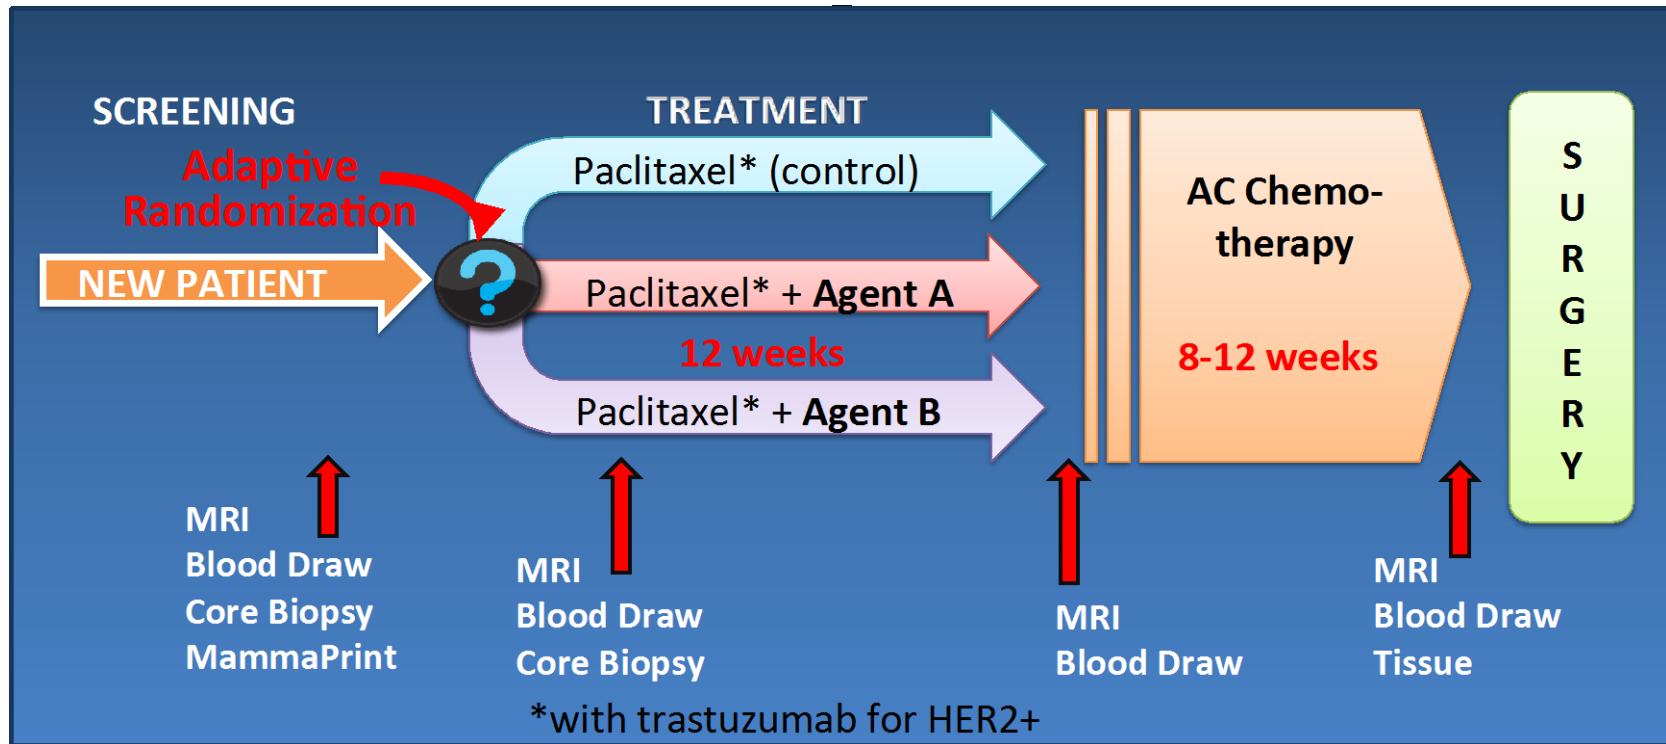 SCREENING
TREATMENT
Adaptive
Randomization
NEW PATIENT
?
Paclitaxel* (control)
Paclitaxel* + Agent A
12 weeks
Paclitaxel* + Agent B
AC Chemo-
therapy
8-12 weeks
S
U
R
G
E
R
Y
MRI
Blood Draw
Core Biopsy
MammaPrint
MRI
Blood Draw
Core Biopsy
MRI
Blood Draw
MRI
Blood Draw
Tissue
*with trastuzumab for HER2+